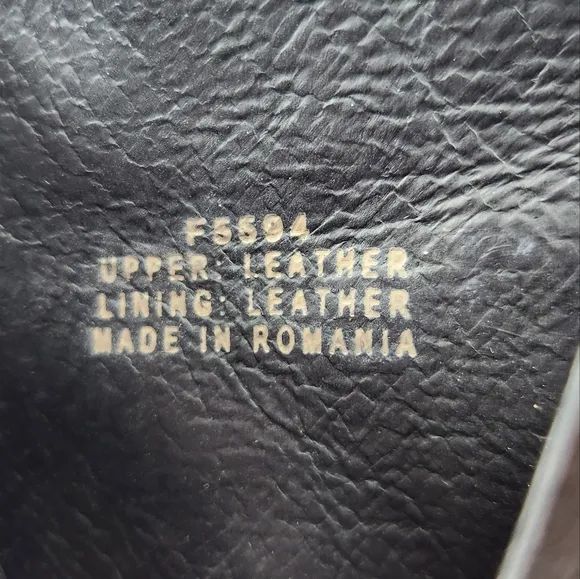 F5594
UPPER: LEATHER
LINING: LEATHER
MADE IN ROMANIA